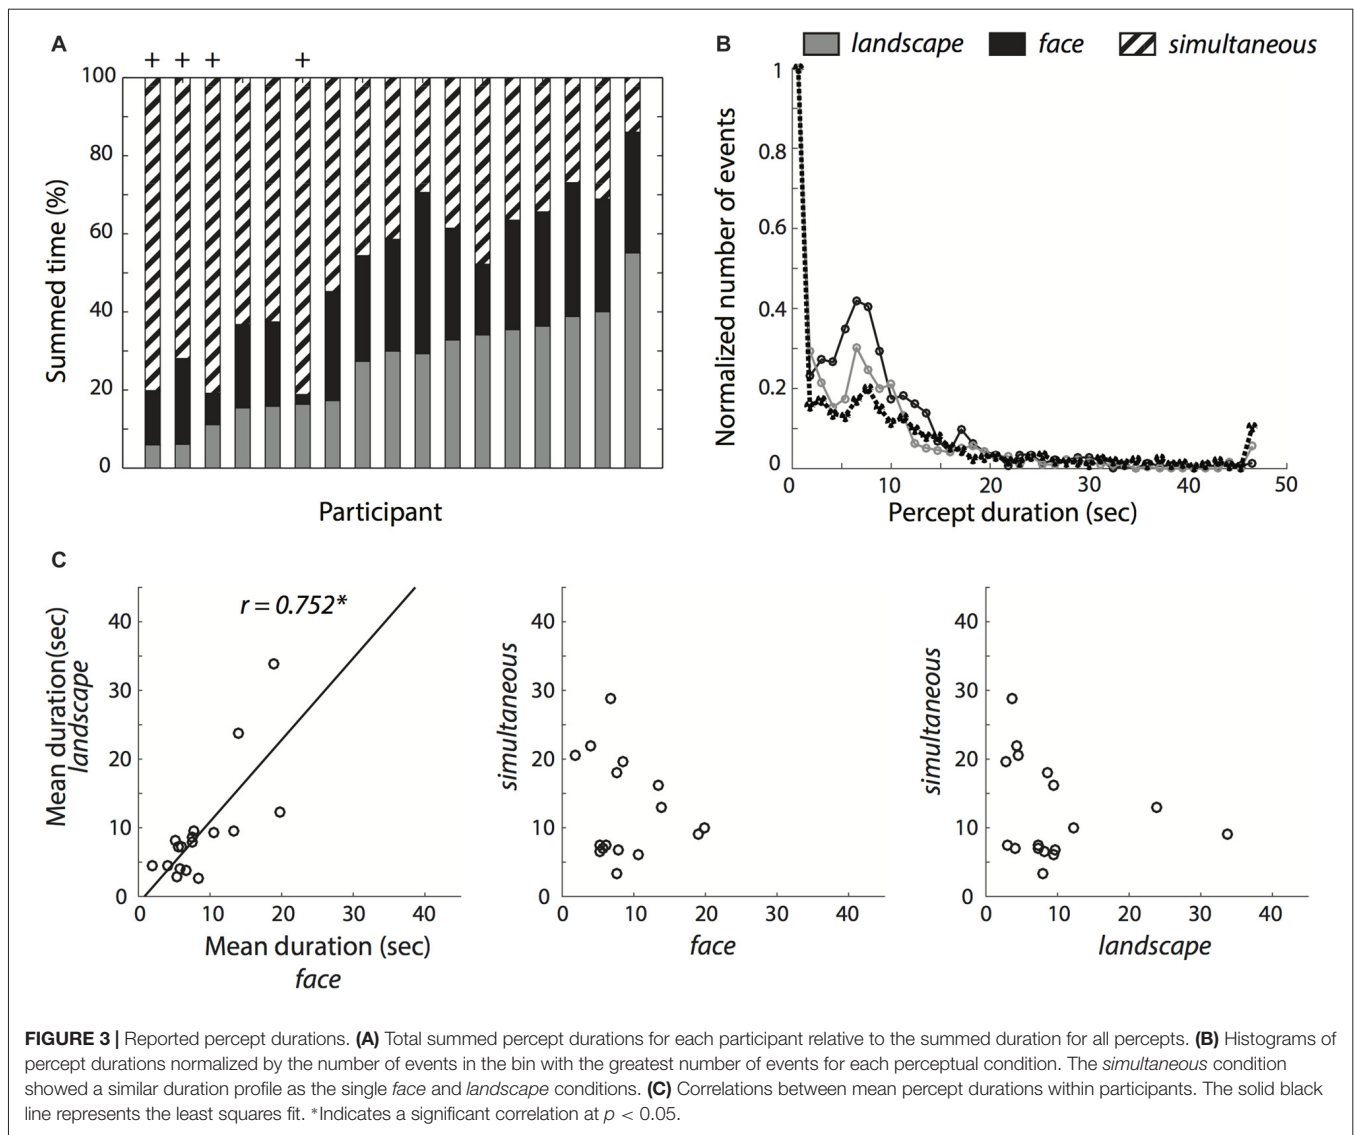 A
+ + + +
100
80
60
40
20
0
Summed time (%)
Participant
B
landscape face simultaneous
1
0.8
0.6
0.4
0.2
0
Normalized number of events
0 10 20 30 40 50
Percept duration (sec)
C
r = 0.752*
40
30
20
10
0
Mean duration(sec)
landscape
0 10 20 30 40
Mean duration (sec)
face
40
30
20
10
0
simultaneous
0 10 20 30 40
face
40
30
20
10
0
simultaneous
0 10 20 30 40
landscape
FIGURE 3 | Reported percept durations. (A) Total summed percept durations for each participant relative to the summed duration for all percepts. (B) Histograms of
percept durations normalized by the number of events in the bin with the greatest number of events for each perceptual condition. The simultaneous condition
showed a similar duration profile as the single face and landscape conditions. (C) Correlations between mean percept durations within participants. The solid black
line represents the least squares fit. *Indicates a significant correlation at p < 0.05.